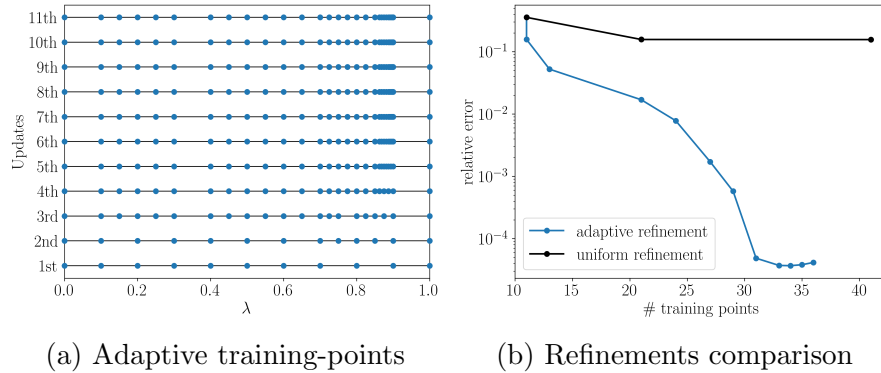 11th
10th
9th
8th
7th
6th
5th
4th
3rd
2nd
1st
Updates
0.0 0.2 0.4 0.6 0.8 1.0
λ
(a) Adaptive training-points
10⁻¹
10⁻²
10⁻³
10⁻⁴
relative error
adaptive refinement
uniform refinement
10 15 20 25 30 35 40
# training points
(b) Refinements comparison